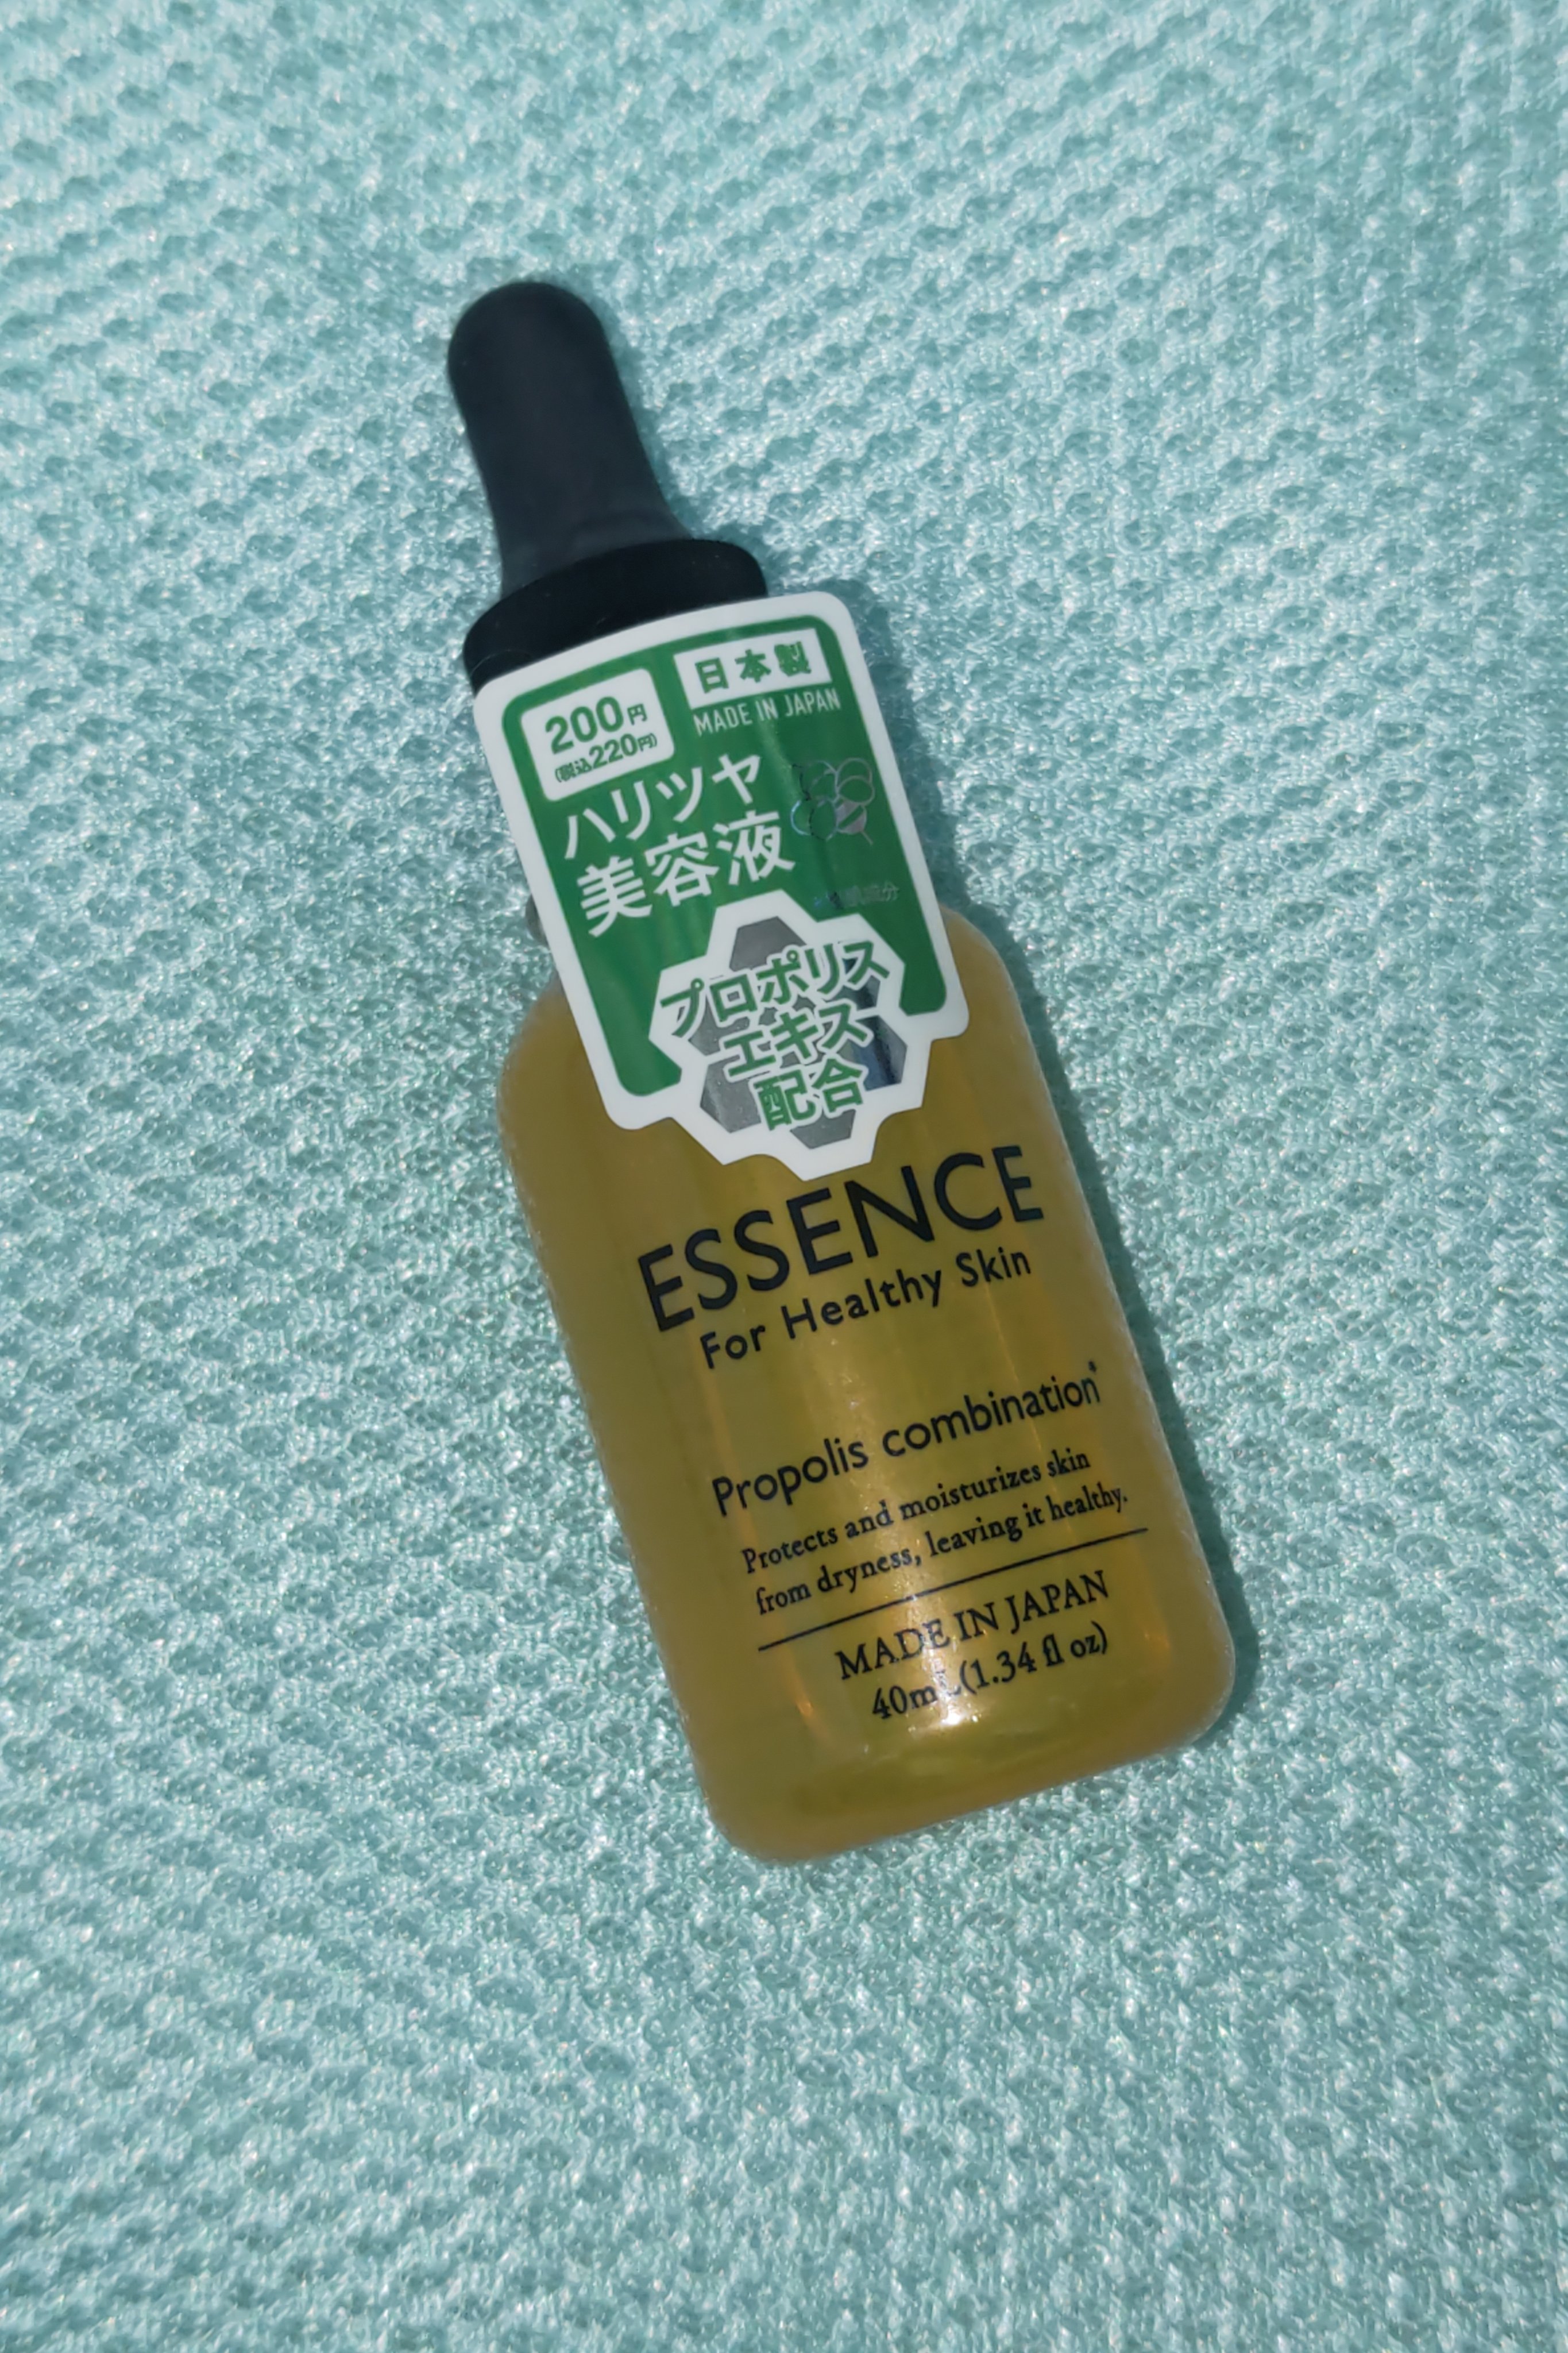 200円
(税込220円)
日本製
MADE IN JAPAN
ハリツヤ
美容液
プロポリス
エキス
配合
ESSENCE
For Healthy Skin
Propolis combination*
Protects and moisturizes skin
from dryness, leaving it healthy.
MADE IN JAPAN
40mL(1.34 fl oz)